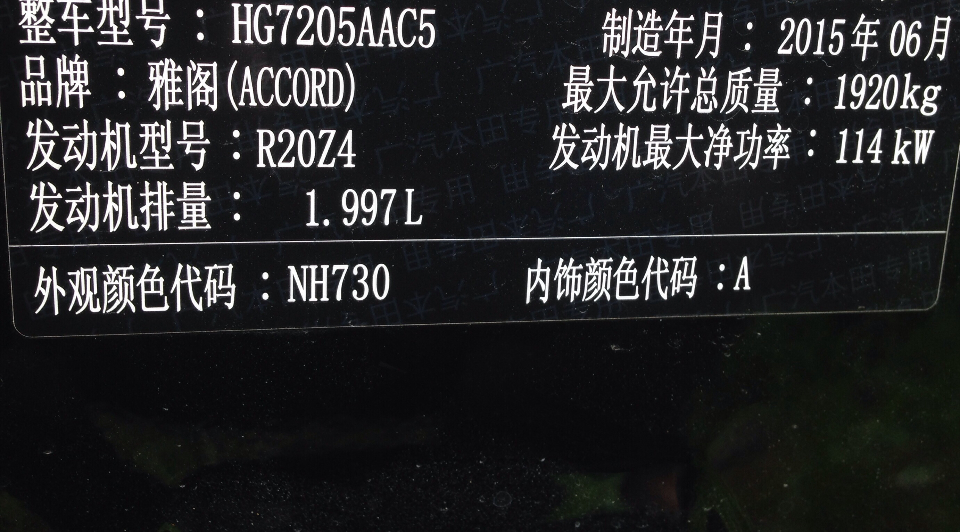 整车型号：HG7205AAC5 制造年月：2015年06月
品牌：雅阁(ACCORD) 最大允许总质量：1920kg
发动机型号：R20Z4 发动机最大净功率：114kW
发动机排量：1.997L
外观颜色代码：NH730 内饰颜色代码：A